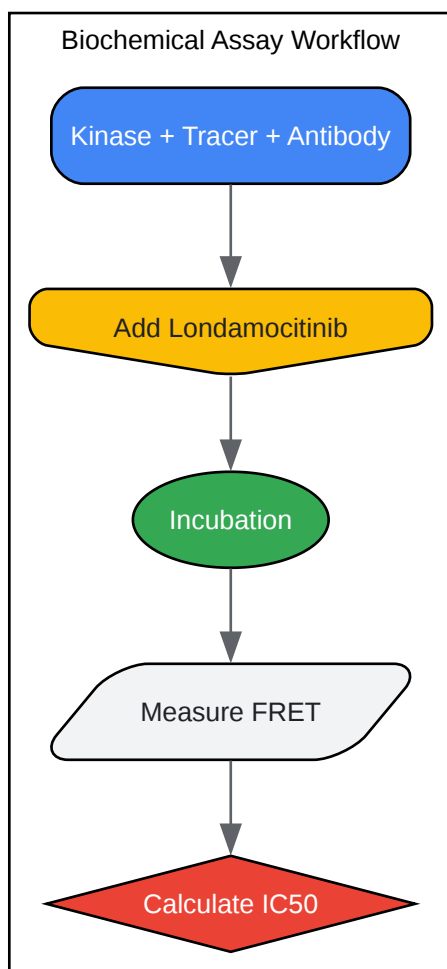 Biochemical Assay Workflow
Kinase + Tracer + Antibody
Add Londamocitinib
Incubation
Measure FRET
Calculate IC50